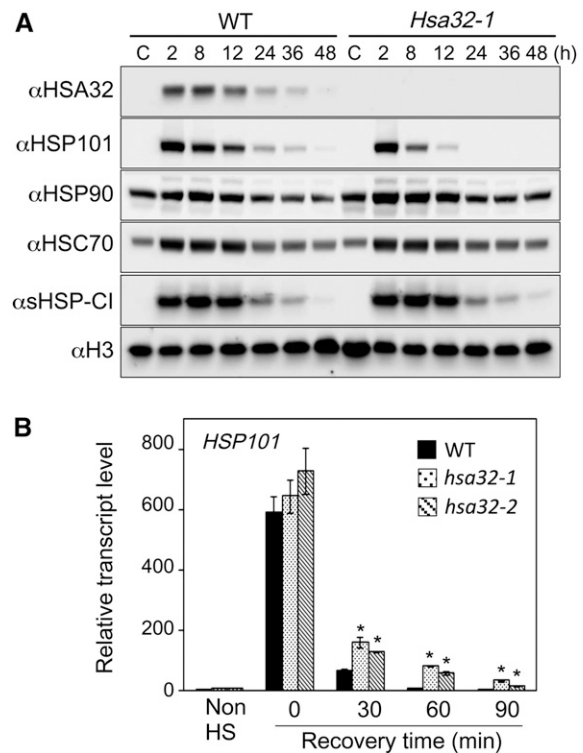 A
WT Hsa32-1
C 2 8 12 24 36 48 C 2 8 12 24 36 48 (h)
αHSA32
αHSP101
αHSP90
αHSC70
αsHSP-CI
αH3
B
HSP101
WT
hsa32-1
hsa32-2
Relative transcript level
800
600
400
200
0
* *
* *
* *
Non HS
0 30 60 90
Recovery time (min)